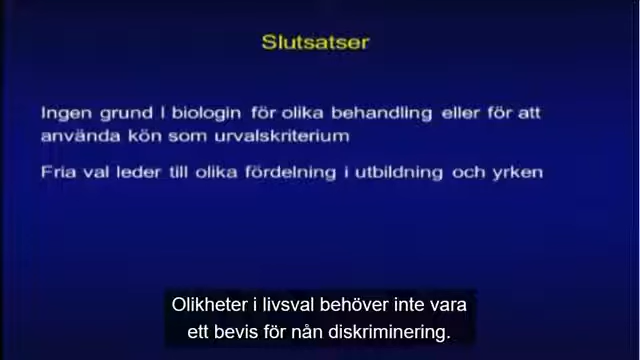 Slutsatser
Ingen grund I biologin för olika behandling eller för att
använda kön som urvalskriterium
Fria val leder till olika fördelning i utbildning och yrken
Olikheter i livsval behöver inte vara
ett bevis för nån diskriminering.